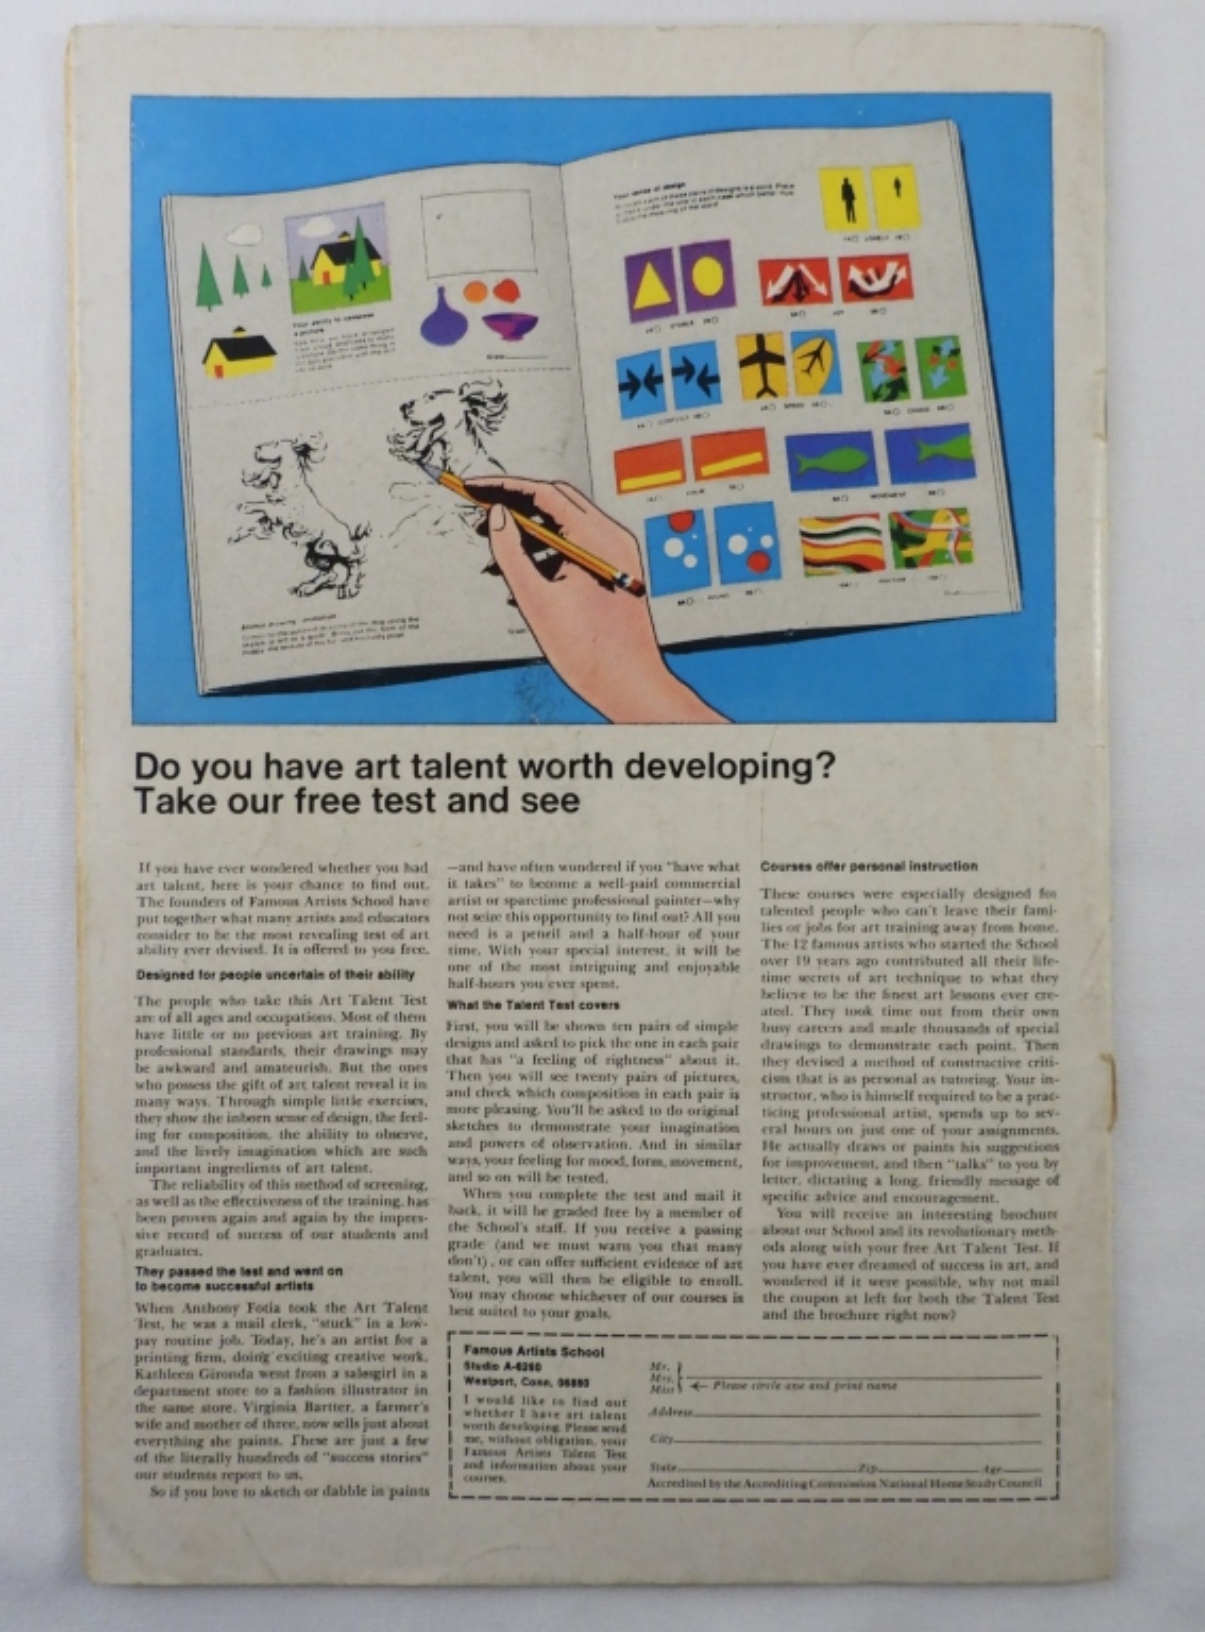 Your sense of design
Do you have art talent worth developing?
Take our free test and see
If you have ever wondered whether you had
art talent, here is your chance to find out.
The founders of Famous Artists School have
put together what many artists and educators
consider to be the most revealing test of art
ability ever devised. It is offered to you free.
Designed for people uncertain of their ability
The people who take this Art Talent Test
are of all ages and occupations. Most of them
have little or no previous art training. By
professional standards, their drawings may
be awkward and amateurish. But the ones
who possess the gift of art talent reveal it in
many ways. Through simple little exercises,
they show the inborn sense of design, the feel-
ing for composition, the ability to observe,
and the lively imagination which are such
important ingredients of art talent.
The reliability of this method of screening,
as well as the effectiveness of the training, has
been proven again and again by the impres-
sive record of success of our students and
graduates.
They passed the test and went on
to become successful artists
When Anthony Fotia took the Art Talent
Test, he was a mail clerk, "stuck" in a low-
pay routine job. Today, he's an artist for a
printing firm, doing exciting creative work.
Kathleen Gironda went from a salesgirl in a
department store to a fashion illustrator in
the same store. Virginia Bartter, a farmer's
wife and mother of three, now sells just about
everything she paints. These are just a few
of the literally hundreds of "success stories"
our students report to us.
So if you love to sketch or dabble in paints
—and have often wondered if you "have what
it takes" to become a well-paid commercial
artist or sparetime professional painter—why
not seize this opportunity to find out? All you
need is a pencil and a half-hour of your
time. With your special interest, it will be
one of the most intriguing and enjoyable
half-hours you ever spent.
What the Talent Test covers
First, you will be shown ten pairs of simple
designs and asked to pick the one in each pair
that has "a feeling of rightness" about it.
Then you will see twenty pairs of pictures,
and check which composition in each pair is
more pleasing. You'll be asked to do original
sketches to demonstrate your imagination
and powers of observation. And in similar
ways, your feeling for mood, form, movement,
and so on will be tested.
When you complete the test and mail it
back, it will be graded free by a member of
the School's staff. If you receive a passing
grade (and we must warn you that many
don't), or can offer sufficient evidence of art
talent, you will then be eligible to enroll.
You may choose whichever of our courses is
best suited to your goals.
Courses offer personal instruction
These courses were especially designed for
talented people who can't leave their fami-
lies or jobs for art training away from home.
The 12 famous artists who started the School
over 19 years ago contributed all their life-
time secrets of art technique to what they
believe to be the finest art lessons ever cre-
ated. They took time out from their own
busy careers and made thousands of special
drawings to demonstrate each point. Then
they devised a method of constructive criti-
cism that is as personal as tutoring. Your in-
structor, who is himself required to be a prac-
ticing professional artist, spends up to sev-
eral hours on just one of your assignments.
He actually draws or paints his suggestions
for improvement, and then "talks" to you by
letter, dictating a long, friendly message of
specific advice and encouragement.
You will receive an interesting brochure
about our School and its revolutionary meth-
ods along with your free Art Talent Test. If
you have ever dreamed of success in art, and
wondered if it were possible, why not mail
the coupon at left for both the Talent Test
and the brochure right now?
Famous Artists School
Studio A-6260
Westport, Conn. 06880
I would like to find out
whether I have art talent
worth developing. Please send
me, without obligation, your
Famous Artists Talent Test
and information about your
courses.
Mr.
Mrs.
Miss ← Please circle one and print name
Address
City
State Zip Age
Accredited by the Accrediting Commission National Home Study Council